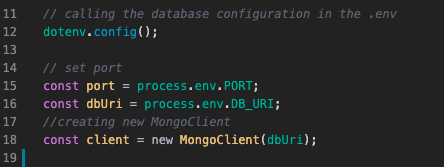 11 // calling the database configuration in the .env
12 dotenv.config();
13
14 // set port
15 const port = process.env.PORT;
16 const dbUri = process.env.DB_URI;
17 //creating new MongoClient
18 const client = new MongoClient(dbUri);
19